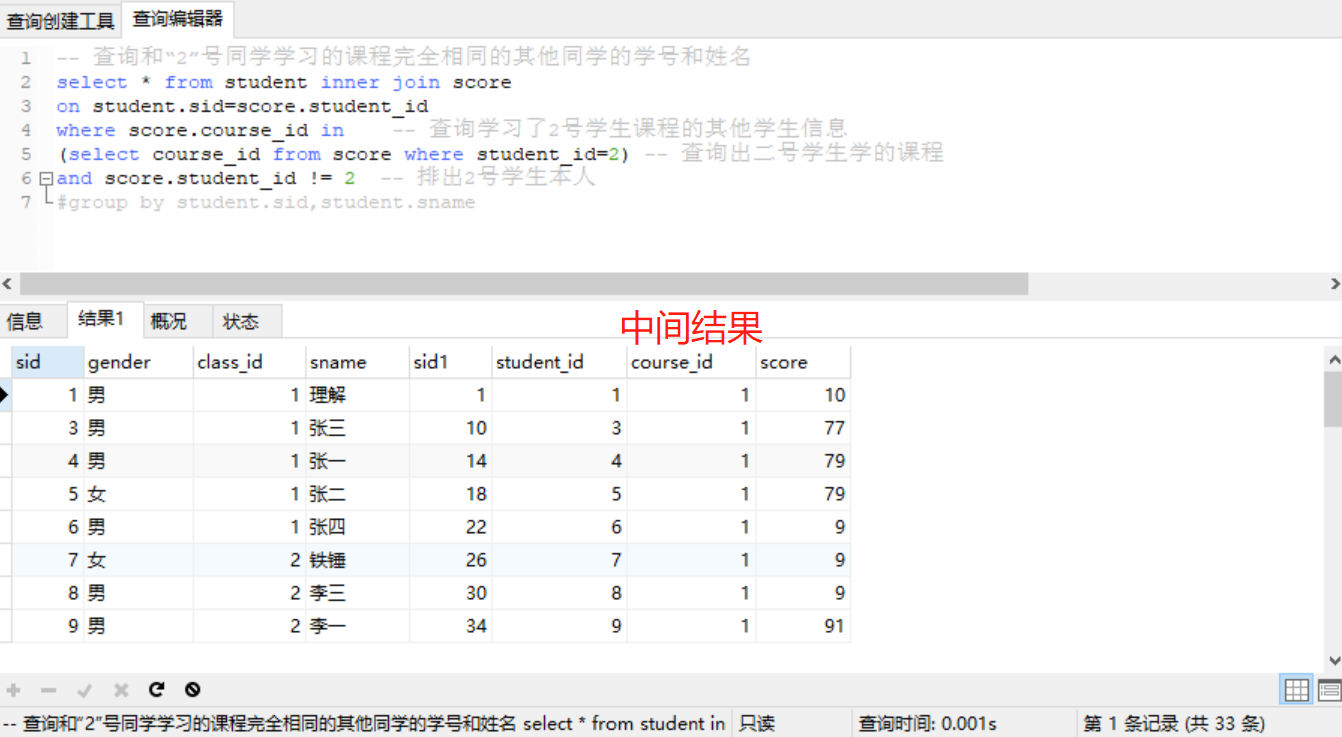 查询创建工具 查询编辑器
1 -- 查询和“2”号同学学习的课程完全相同的其他同学的学号和姓名
2 select * from student inner join score
3 on student.sid=score.student_id
4 where score.course_id in -- 查询学习了2号学生课程的其他学生信息
5 (select course_id from score where student_id=2) -- 查询出二号学生学的课程
6 and score.student_id != 2 -- 排出2号学生本人
7 #group by student.sid,student.sname
信息 结果1 概况 状态
中间结果
sid gender class_id sname sid1 student_id course_id score
1 男 1 理解 1 1 1 10
3 男 1 张三 10 3 1 77
4 男 1 张一 14 4 1 79
5 女 1 张二 18 5 1 79
6 男 1 张四 22 6 1 9
7 女 2 铁锤 26 7 1 9
8 男 2 李三 30 8 1 9
9 男 2 李一 34 9 1 91
-- 查询和“2”号同学学习的课程完全相同的其他同学的学号和姓名 select * from student in 只读 查询时间: 0.001s 第 1 条记录 (共 33 条)